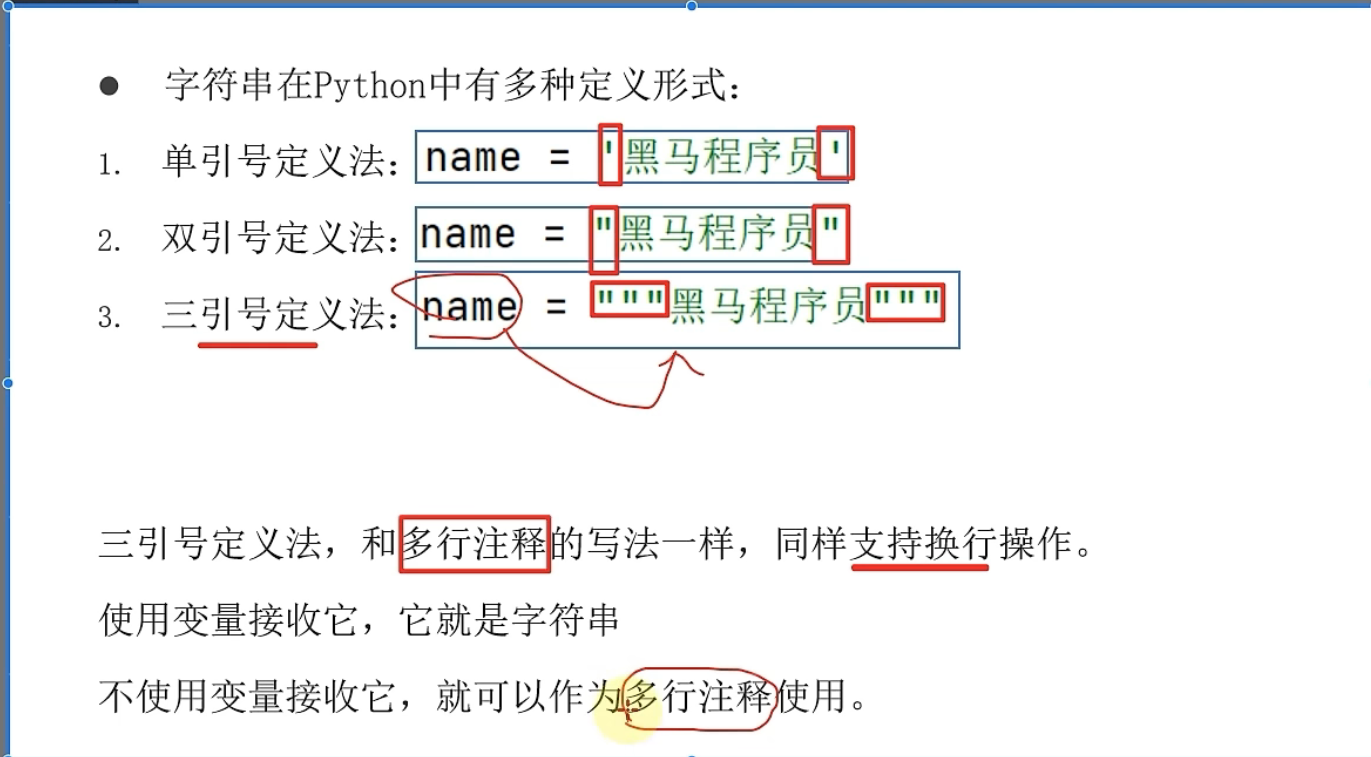 ● 字符串在Python中有多种定义形式：
1. 单引号定义法：name = '黑马程序员'
2. 双引号定义法：name = "黑马程序员"
3. 三引号定义法：name = """黑马程序员"""
三引号定义法，和多行注释的写法一样，同样支持换行操作。
使用变量接收它，它就是字符串
不使用变量接收它，就可以作为多行注释使用。